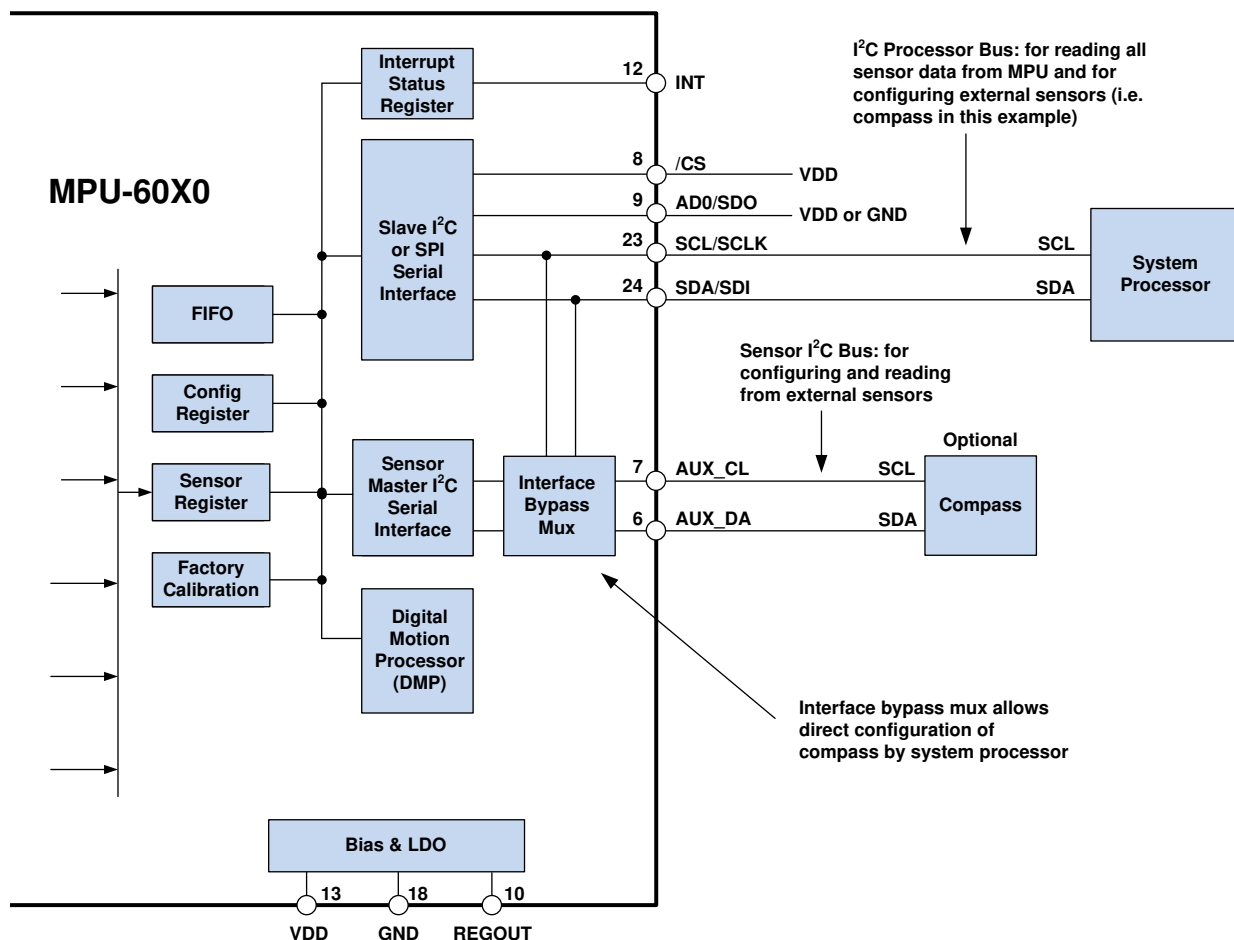 I²C Processor Bus: for reading all
sensor data from MPU and for
configuring external sensors (i.e.
compass in this example)
Interrupt
Status
Register
12
INT
MPU-60X0
8
/CS
VDD
9
AD0/SDO
VDD or GND
Slave I²C
or SPI
Serial
Interface
23
SCL/SCLK
SCL
24
SDA/SDI
SDA
System
Processor
FIFO
Sensor I²C Bus: for
configuring and reading
from external sensors
Config
Register
Optional
Sensor
Register
Sensor
Master I²C
Serial
Interface
Interface
Bypass
Mux
7
AUX_CL
SCL
6
AUX_DA
SDA
Compass
Factory
Calibration
Digital
Motion
Processor
(DMP)
Interface bypass mux allows
direct configuration of
compass by system processor
Bias & LDO
13
18
10
VDD
GND
REGOUT